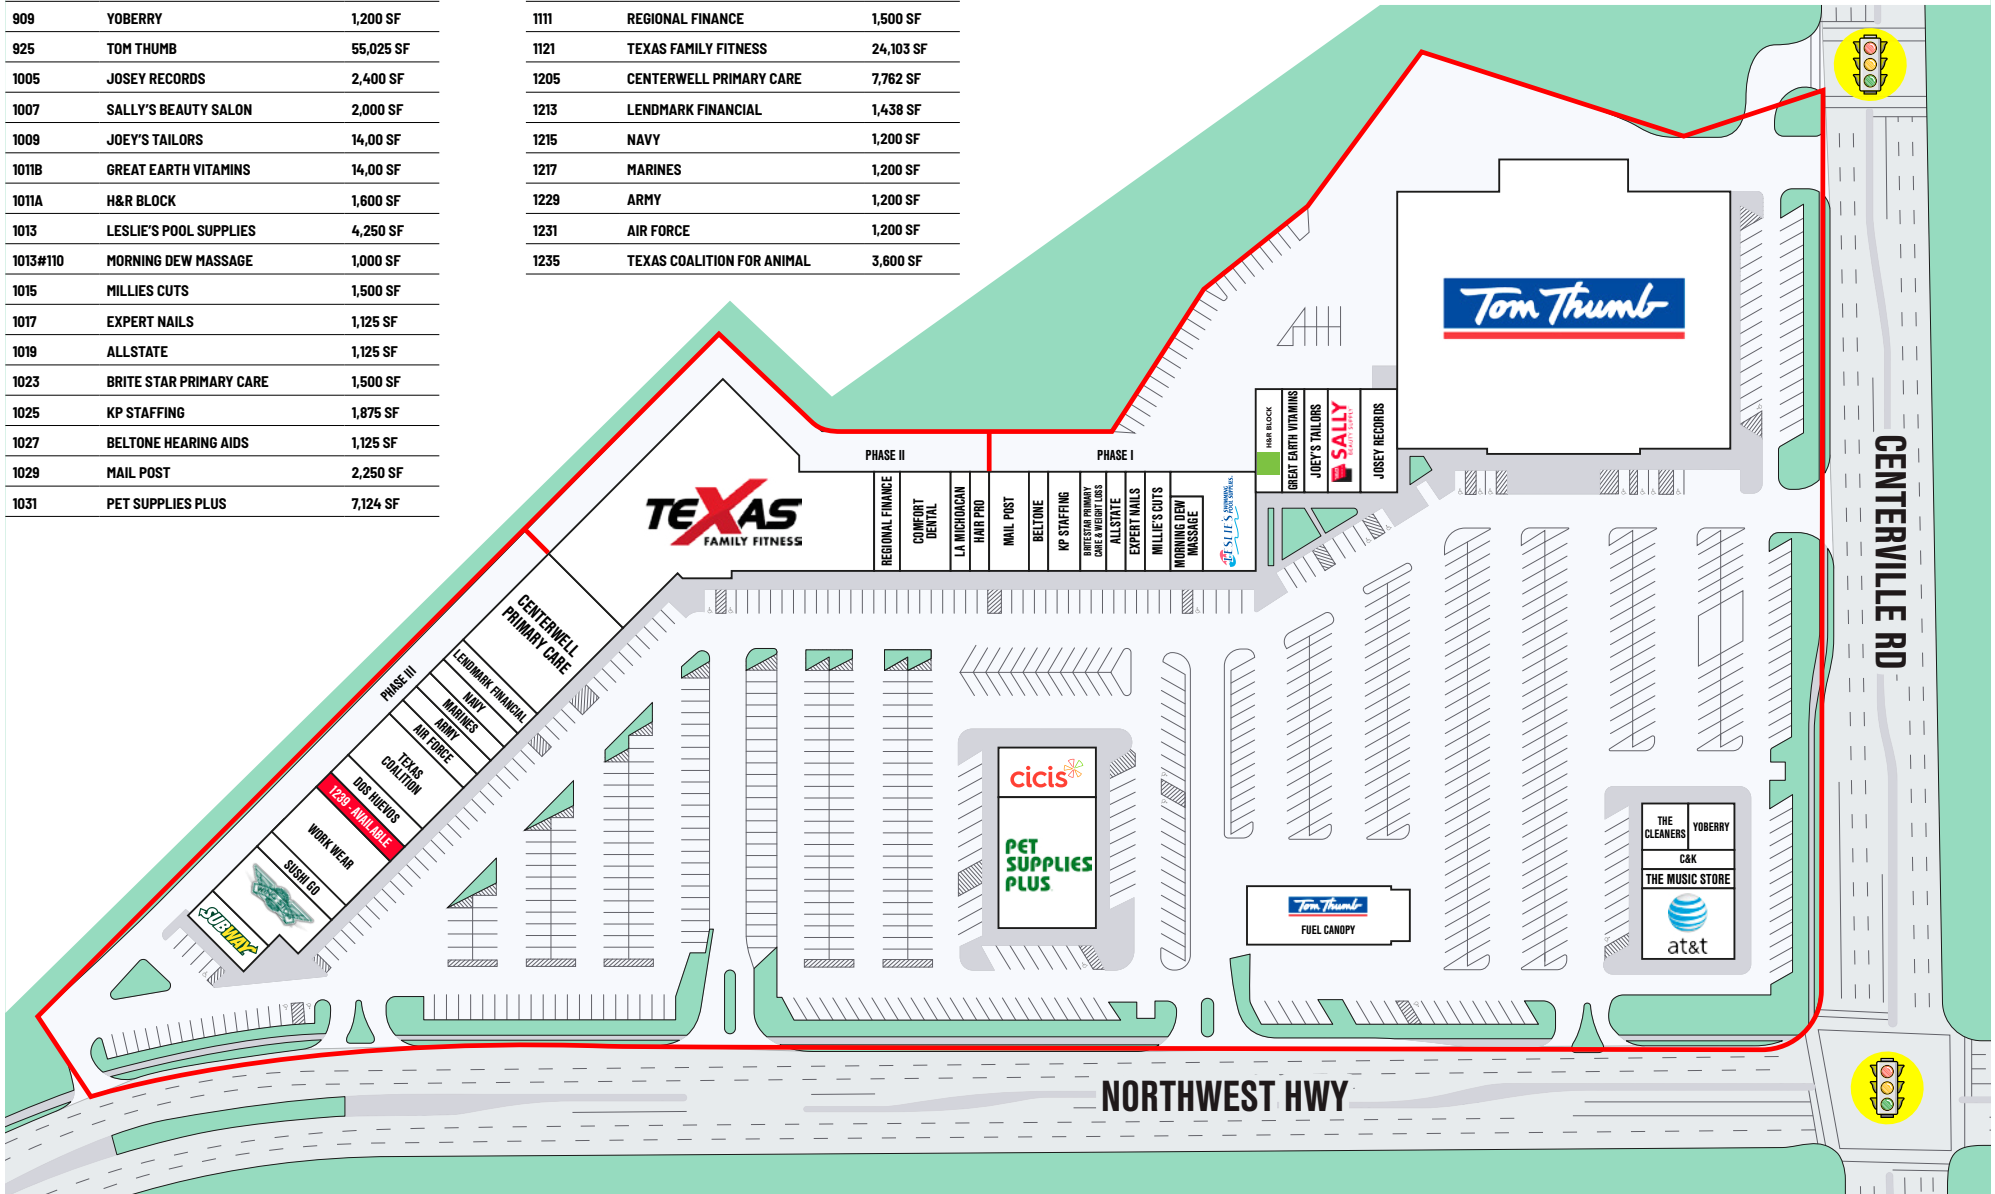 909 YOBERRY 1,200 SF
925 TOM THUMB 55,025 SF
1005 JOSEY RECORDS 2,400 SF
1007 SALLY'S BEAUTY SALON 2,000 SF
1009 JOEY'S TAILORS 14,00 SF
1011B GREAT EARTH VITAMINS 14,00 SF
1011A H&R BLOCK 1,600 SF
1013 LESLIE'S POOL SUPPLIES 4,250 SF
1013#110 MORNING DEW MASSAGE 1,000 SF
1015 MILLIES CUTS 1,500 SF
1017 EXPERT NAILS 1,125 SF
1019 ALLSTATE 1,125 SF
1023 BRITE STAR PRIMARY CARE 1,500 SF
1025 KP STAFFING 1,875 SF
1027 BELTONE HEARING AIDS 1,125 SF
1029 MAIL POST 2,250 SF
1031 PET SUPPLIES PLUS 7,124 SF
1111 REGIONAL FINANCE 1,500 SF
1121 TEXAS FAMILY FITNESS 24,103 SF
1205 CENTERWELL PRIMARY CARE 7,762 SF
1213 LENDMARK FINANCIAL 1,438 SF
1215 NAVY 1,200 SF
1217 MARINES 1,200 SF
1229 ARMY 1,200 SF
1231 AIR FORCE 1,200 SF
1235 TEXAS COALITION FOR ANIMAL 3,600 SF
Tom Thumb
H&R BLOCK
GREAT EARTH VITAMINS
JOEY'S TAILORS
SALLY
BEAUTY SUPPLY
JOSEY RECORDS
PHASE II
PHASE I
TEXAS
FAMILY FITNESS
REGIONAL FINANCE
COMFORT
DENTAL
LA MICHOACAN
HAIR PRO
MAIL POST
BELTONE
KP STAFFING
BRITESTAR PRIMARY
CARE & WEIGHT LOSS
ALLSTATE
EXPERT NAILS
MILLIE'S CUTS
MORNING DEW
MASSAGE
LESLIE'S
SWIMMING
POOL SUPPLIES
CENTERVILLE RD
PHASE III
CENTERWELL
PRIMARY CARE
LENDMARK FINANCIAL
NAVY
MARINES
ARMY
AIR FORCE
TEXAS
COALITION
DOS HUEVOS
1239 - AVAILABLE
WORK WEAR
SUSHI GO
SUBWAY
cicis
PET
SUPPLIES
PLUS
Tom Thumb
FUEL CANOPY
THE
CLEANERS
YOBERRY
C&K
THE MUSIC STORE
at&t
NORTHWEST HWY